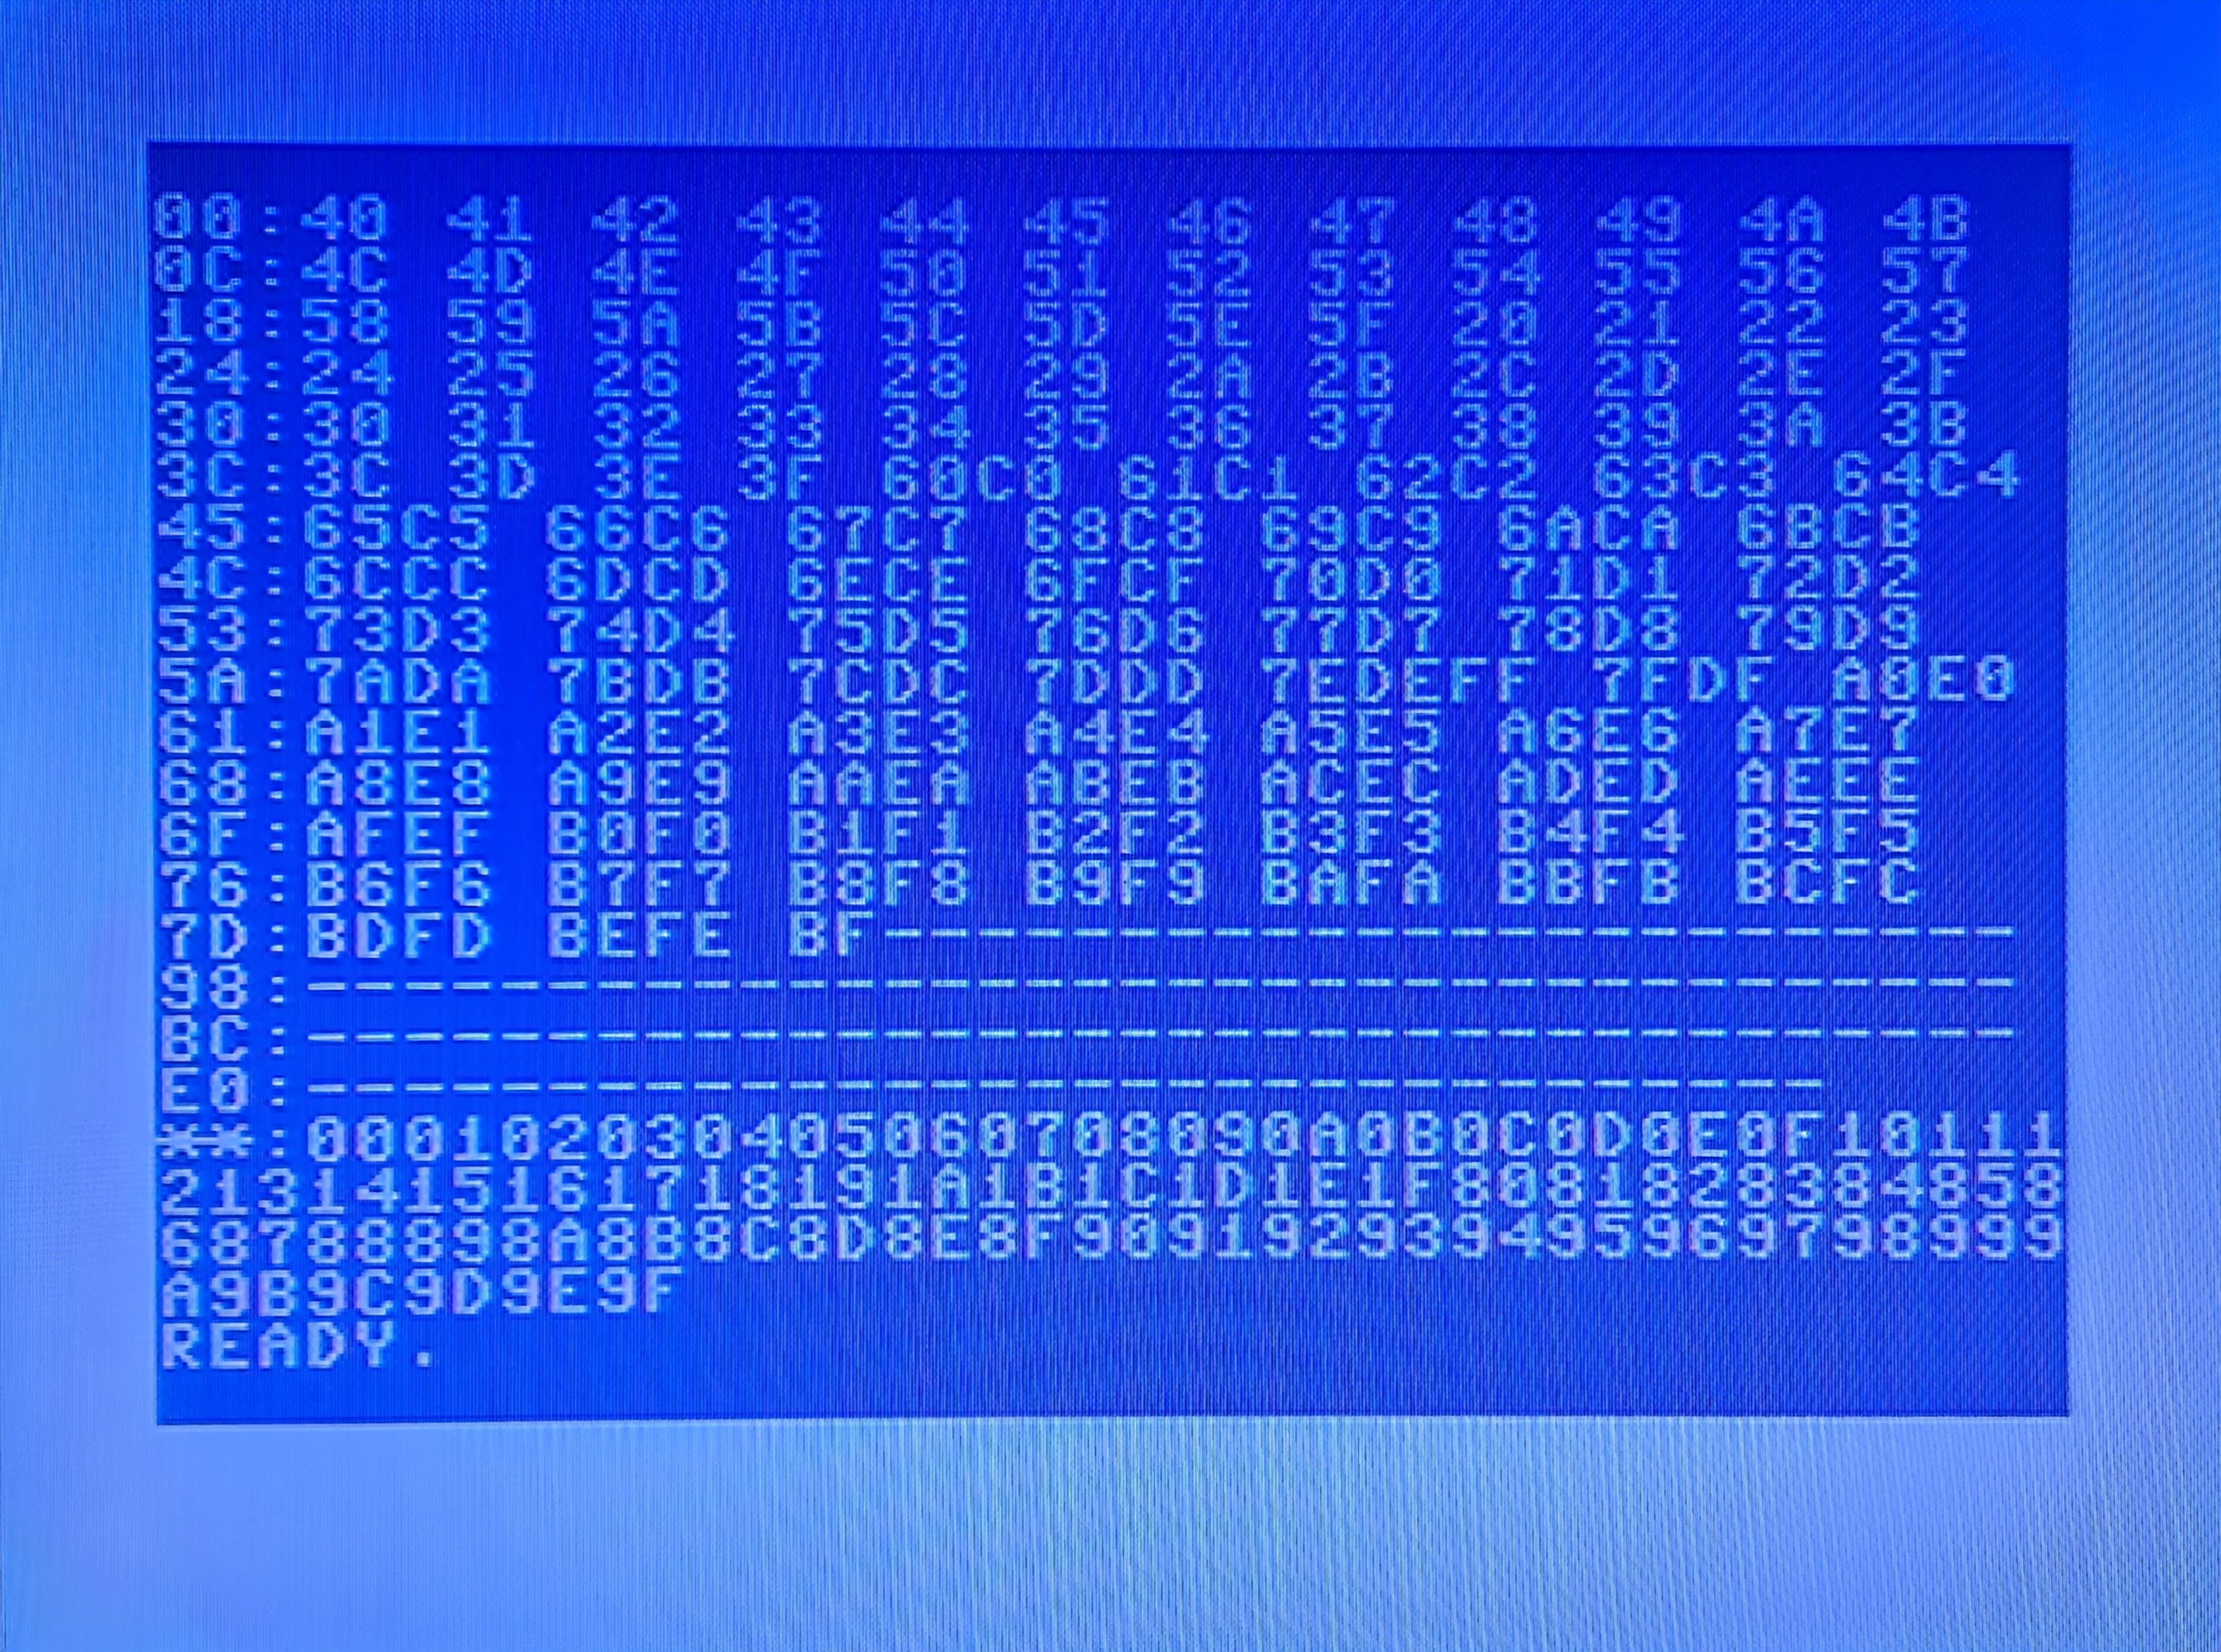 00:40 41 42 43 44 45 46 47 48 49 4A 4B
0C:4C 4D 4E 4F 50 51 52 53 54 55 56 57
18:58 59 5A 5B 5C 5D 5E 5F 20 21 22 23
24:24 25 26 27 28 29 2A 2B 2C 2D 2E 2F
30:30 31 32 33 34 35 36 37 38 39 3A 3B
3C:3C 3D 3E 3F 60C0 61C1 62C2 63C3 64C4
45:65C5 66C6 67C7 68C8 69C9 6ACA 6BCB
4C:6CCC 6DCD 6ECE 6FCF 70D0 71D1 72D2
53:73D3 74D4 75D5 76D6 77D7 78D8 79D9
5A:7ADA 7BDB 7CDC 7DDD 7EDEFF 7FDF A0E0
61:A1E1 A2E2 A3E3 A4E4 A5E5 A6E6 A7E7
68:A8E8 A9E9 AAEA ABEB ACEC ADED AEEE
6F:AFEF B0F0 B1F1 B2F2 B3F3 B4F4 B5F5
76:B6F6 B7F7 B8F8 B9F9 BAFA BBFB BCFC
7D:BDFD BEFE BF------------------------
98:------------------------------------
BC:------------------------------------
E0:--------------------------------
**:000102030405060708090A0B0C0D0E0F10111
2131415161718191A1B1C1D1E1F8081828384858
68788898A8B8C8D8E8F909192939495969798999
A9B9C9D9E9F
READY.